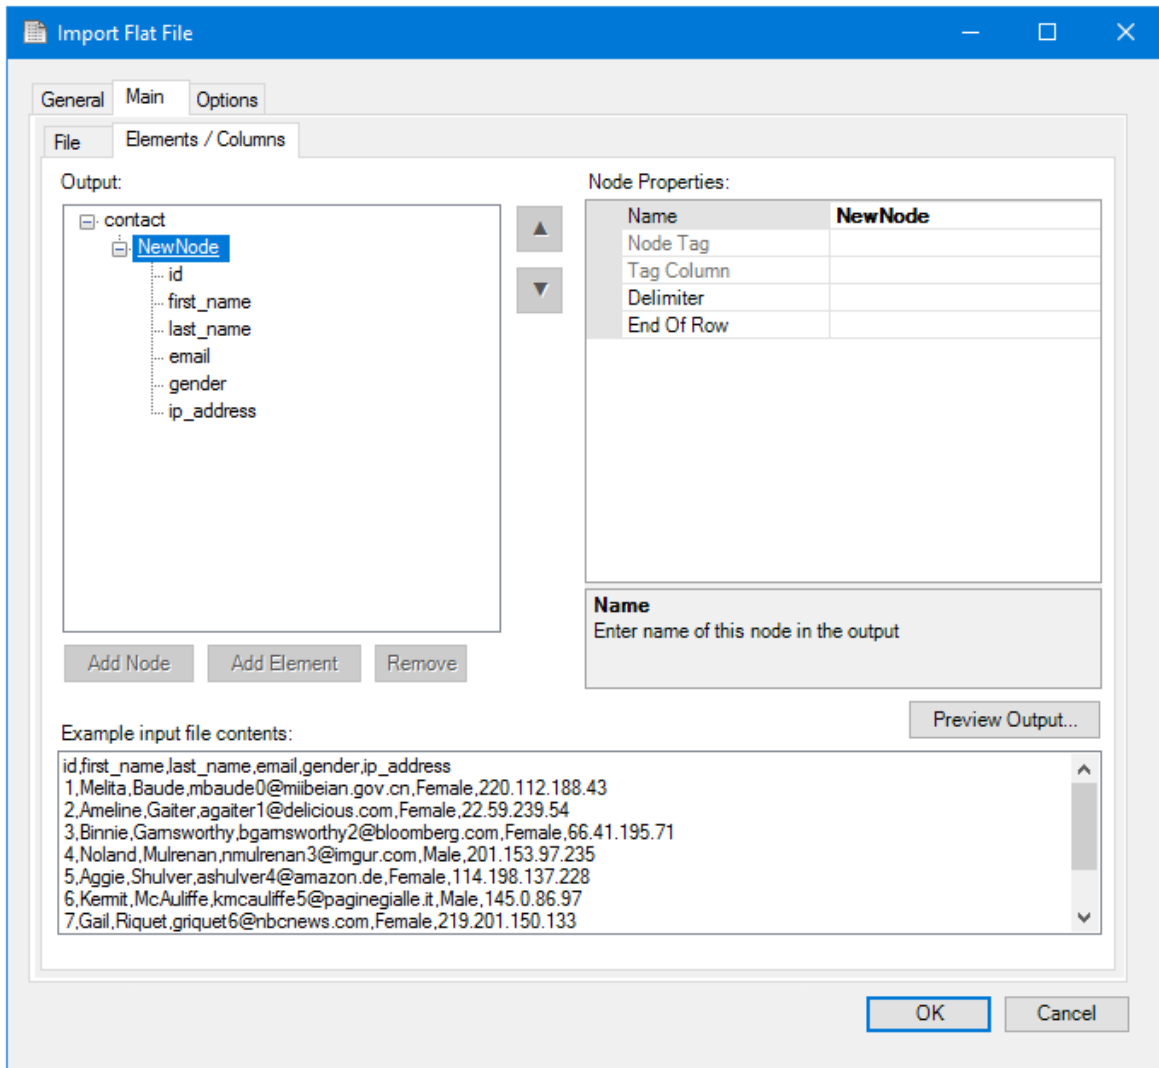 Import Flat File
General Main Options
File Elements / Columns
Output:
contact
NewNode
id
first_name
last_name
email
gender
ip_address
Add Node Add Element Remove
Node Properties:
Name NewNode
Node Tag
Tag Column
Delimiter
End Of Row
Name
Enter name of this node in the output
Preview Output...
Example input file contents:
id,first_name,last_name,email,gender,ip_address
1,Melita,Baude,mbaude0@miibeian.gov.cn,Female,220.112.188.43
2,Ameline,Gaiter,agaiter1@delicious.com,Female,22.59.239.54
3,Binnie,Garnsworthy,bgarnsworthy2@bloomberg.com,Female,66.41.195.71
4,Noland,Mulrenan,nmulrenan3@imgur.com,Male,201.153.97.235
5,Aggie,Shulver,ashulver4@amazon.de,Female,114.198.137.228
6,Kermit,McAuliffe,kmcauliffe5@paginegialle.it,Male,145.0.86.97
7,Gail,Riquet,griquet6@nbcnews.com,Female,219.201.150.133
OK Cancel